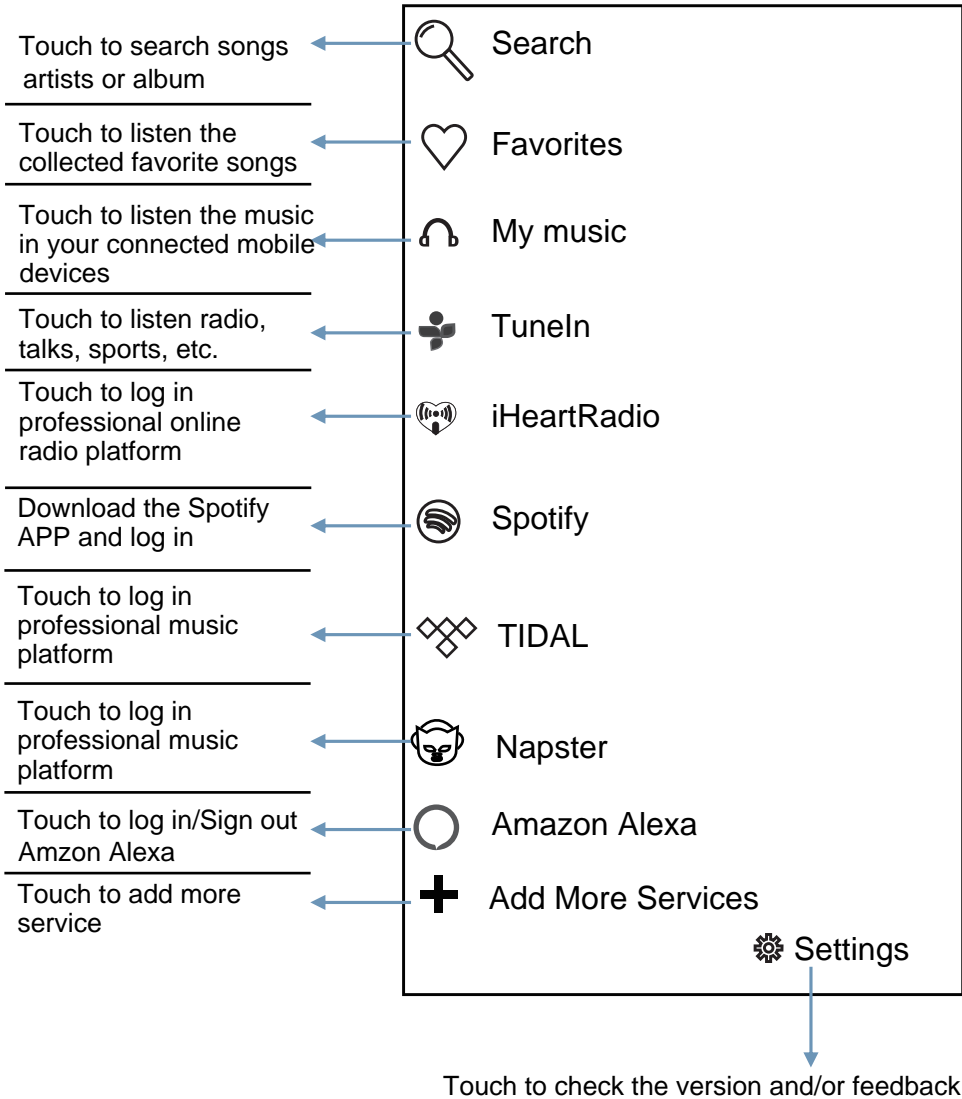 Touch to search songs
artists or album
Search
Touch to listen the
collected favorite songs
Favorites
Touch to listen the music
in your connected mobile
devices
My music
Touch to listen radio,
talks, sports, etc.
TuneIn
Touch to log in
professional online
radio platform
iHeartRadio
Download the Spotify
APP and log in
Spotify
Touch to log in
professional music
platform
TIDAL
Touch to log in
professional music
platform
Napster
Touch to log in/Sign out
Amzon Alexa
Amazon Alexa
Touch to add more
service
Add More Services
Settings
Touch to check the version and/or feedback